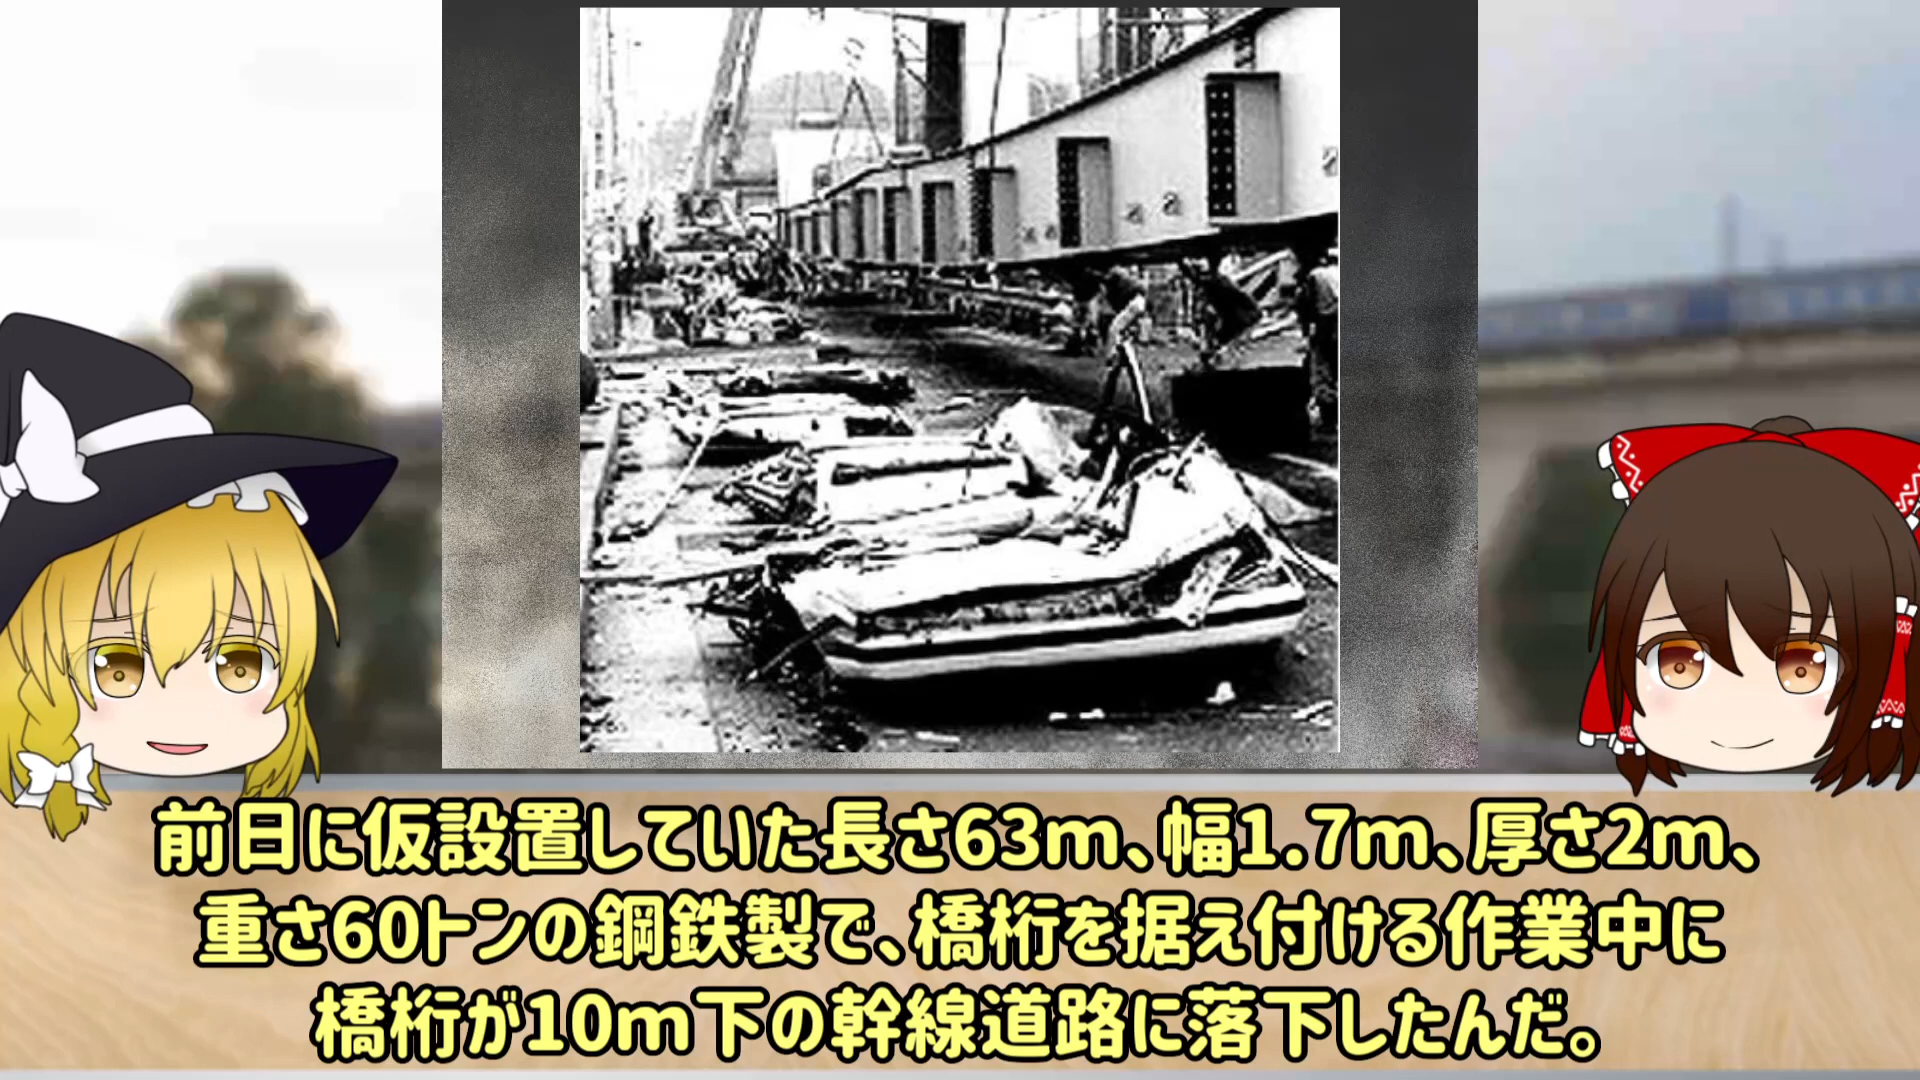 前日に仮設置していた長さ63m、幅1.7m、厚さ2m、
重さ60トンの鋼鉄製で、橋桁を据え付ける作業中に
橋桁が10m下の幹線道路に落下したんだ。